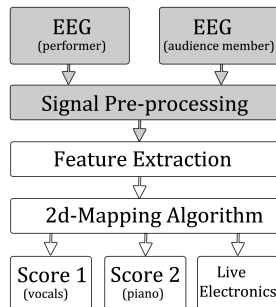 EEG
(performer)
EEG
(audience member)
Signal Pre-processing
Feature Extraction
2d-Mapping Algorithm
Score 1
(vocals)
Score 2
(piano)
Live
Electronics